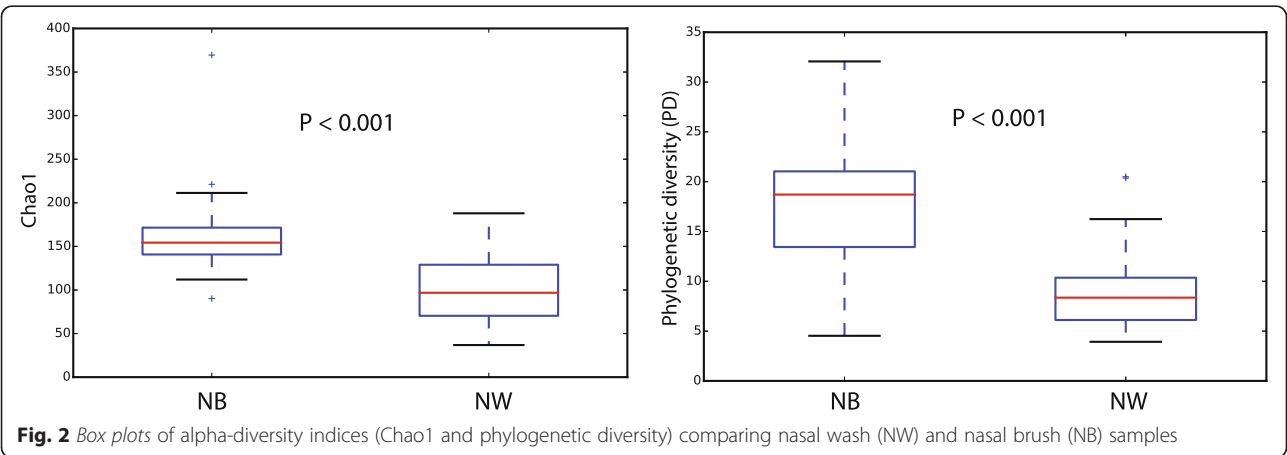 400
350
300
250
200
150
100
50
0
Chao1
P < 0.001
NB
NW
35
30
25
20
15
10
5
0
Phylogenetic diversity (PD)
P < 0.001
NB
NW
Fig. 2 Box plots of alpha-diversity indices (Chao1 and phylogenetic diversity) comparing nasal wash (NW) and nasal brush (NB) samples